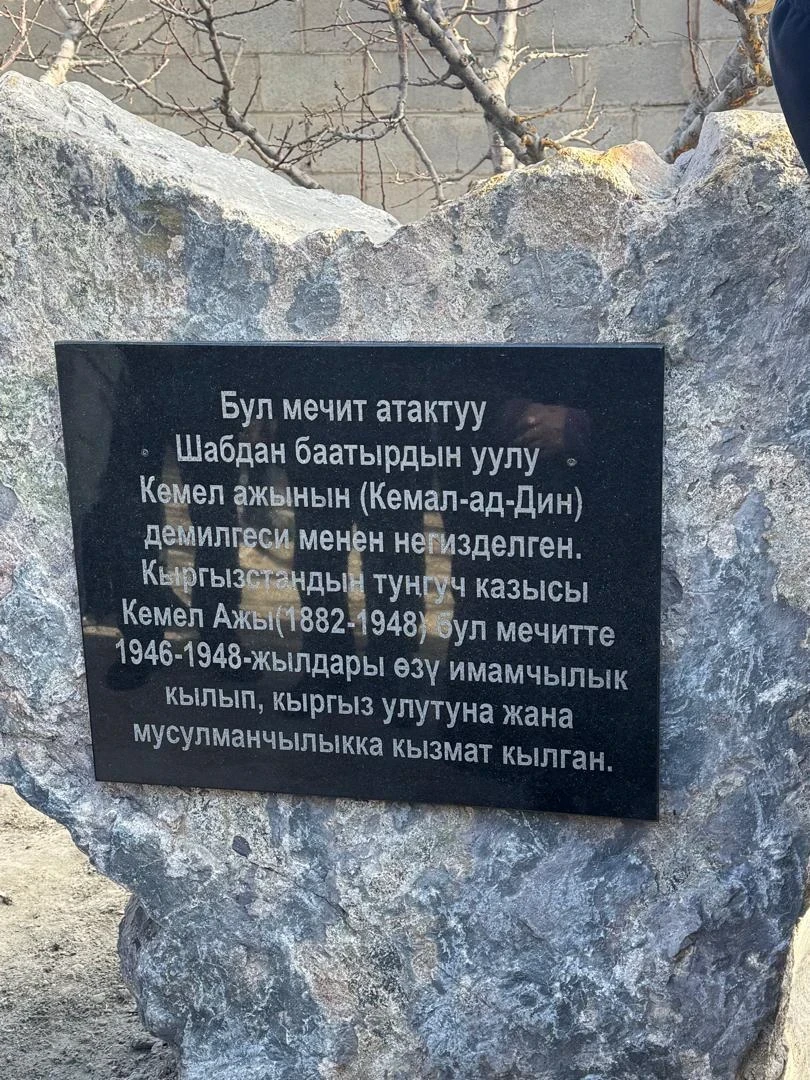 Бул мечит атактуу
Шабдан баатырдын уулу
Кемел ажынын (Кемал-ад-Дин)
демилгеси менен негизделген.
Кыргызстандын туңгуч казысы
Кемел Ажы(1882-1948) бул мечитте
1946-1948-жылдары өзү имамчылык
кылып, кыргыз улутуна жана
мусулманчылыкка кызмат кылган.